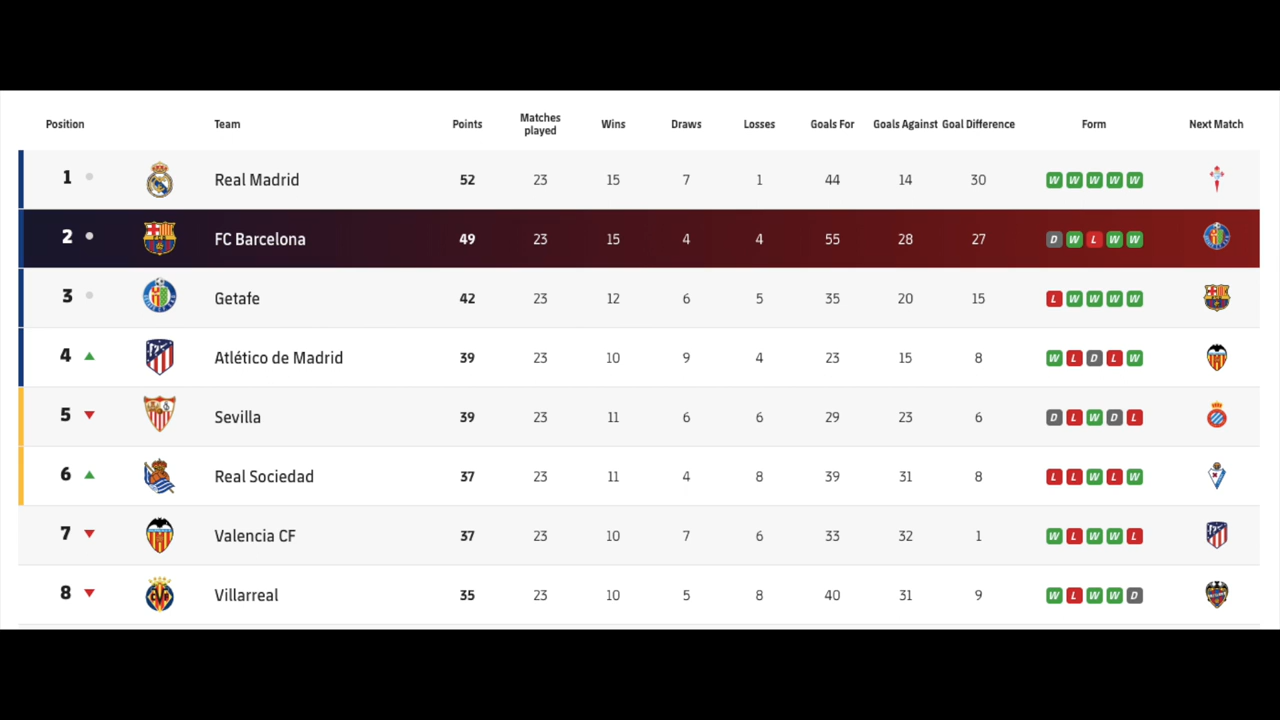 Position Team Points Matches played Wins Draws Losses Goals For Goals Against Goal Difference Form Next Match
1 Real Madrid 52 23 15 7 1 44 14 30 W W W W W
2 FC Barcelona 49 23 15 4 4 55 28 27 D W L W W
3 Getafe 42 23 12 6 5 35 20 15 L W W W W
4 Atlético de Madrid 39 23 10 9 4 23 15 8 W L D L W
5 Sevilla 39 23 11 6 6 29 23 6 D L W D L
6 Real Sociedad 37 23 11 4 8 39 31 8 L L W L W
7 Valencia CF 37 23 10 7 6 33 32 1 W L W W L
8 Villarreal 35 23 10 5 8 40 31 9 W L W W D